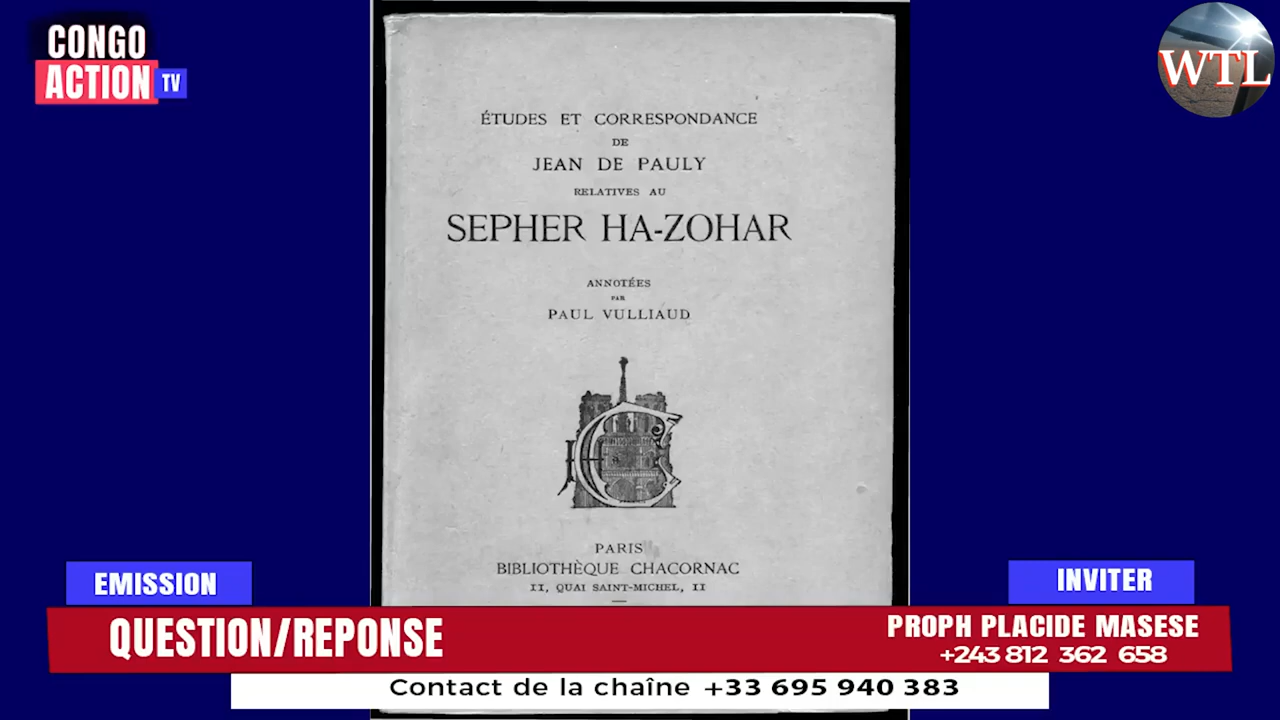 CONGO
ACTION
TV
WTL
ÉTUDES ET CORRESPONDANCE
DE
JEAN DE PAULY
RELATIVES AU
SEPHER HA-ZOHAR
ANNOTÉES
PAR
PAUL VULLIAUD
PARIS
BIBLIOTHÈQUE CHACORNAC
11, QUAI SAINT-MICHEL, 11
EMISSION
INVITER
QUESTION/REPONSE
PROPH PLACIDE MASESE
+243 812 362 658
Contact de la chaîne +33 695 940 383